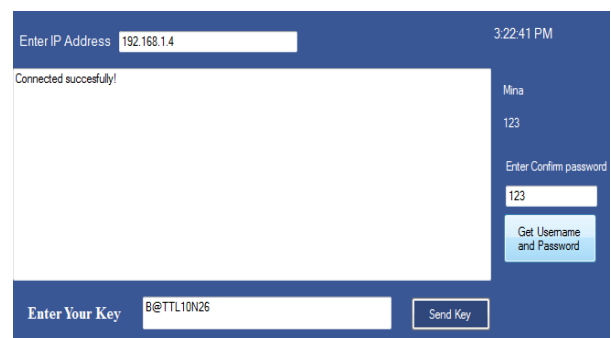 Enter IP Address 192.168.1.4
3:22:41 PM
Connected succesfully!
Mina
123
Enter Confirm password
123
Get Username
and Password
Enter Your Key B@TTL10N26
Send Key